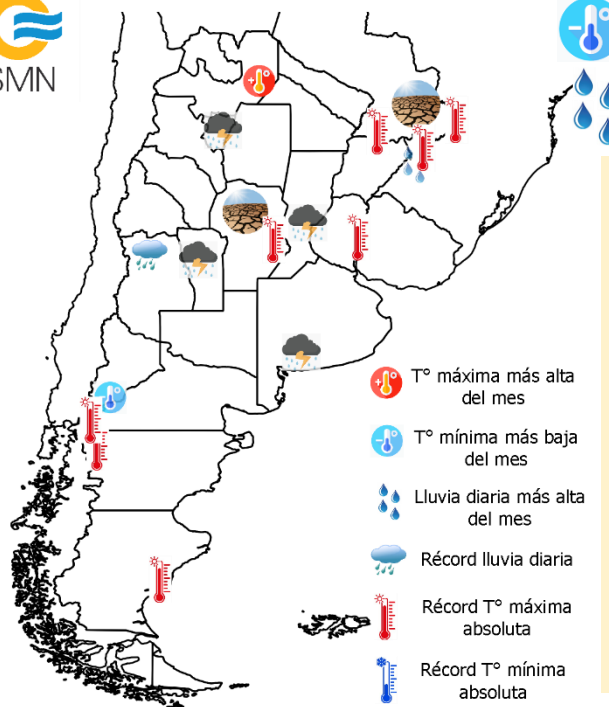 SMN
T° máxima más alta
del mes
T° mínima más baja
del mes
Lluvia diaria más alta
del mes
Récord lluvia diaria
Récord T° máxima
absoluta
Récord T° mínima
absoluta